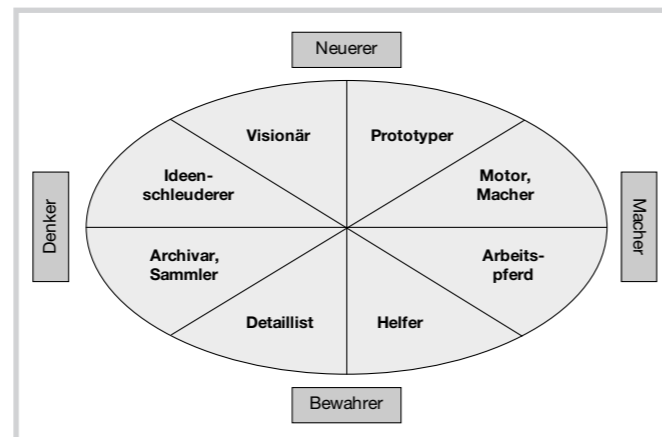 Neuerer
Visionär
Prototyper
Ideen-
schleuderer
Motor,
Macher
Denker
Macher
Archivar,
Sammler
Arbeits-
pferd
Detaillist
Helfer
Bewahrer